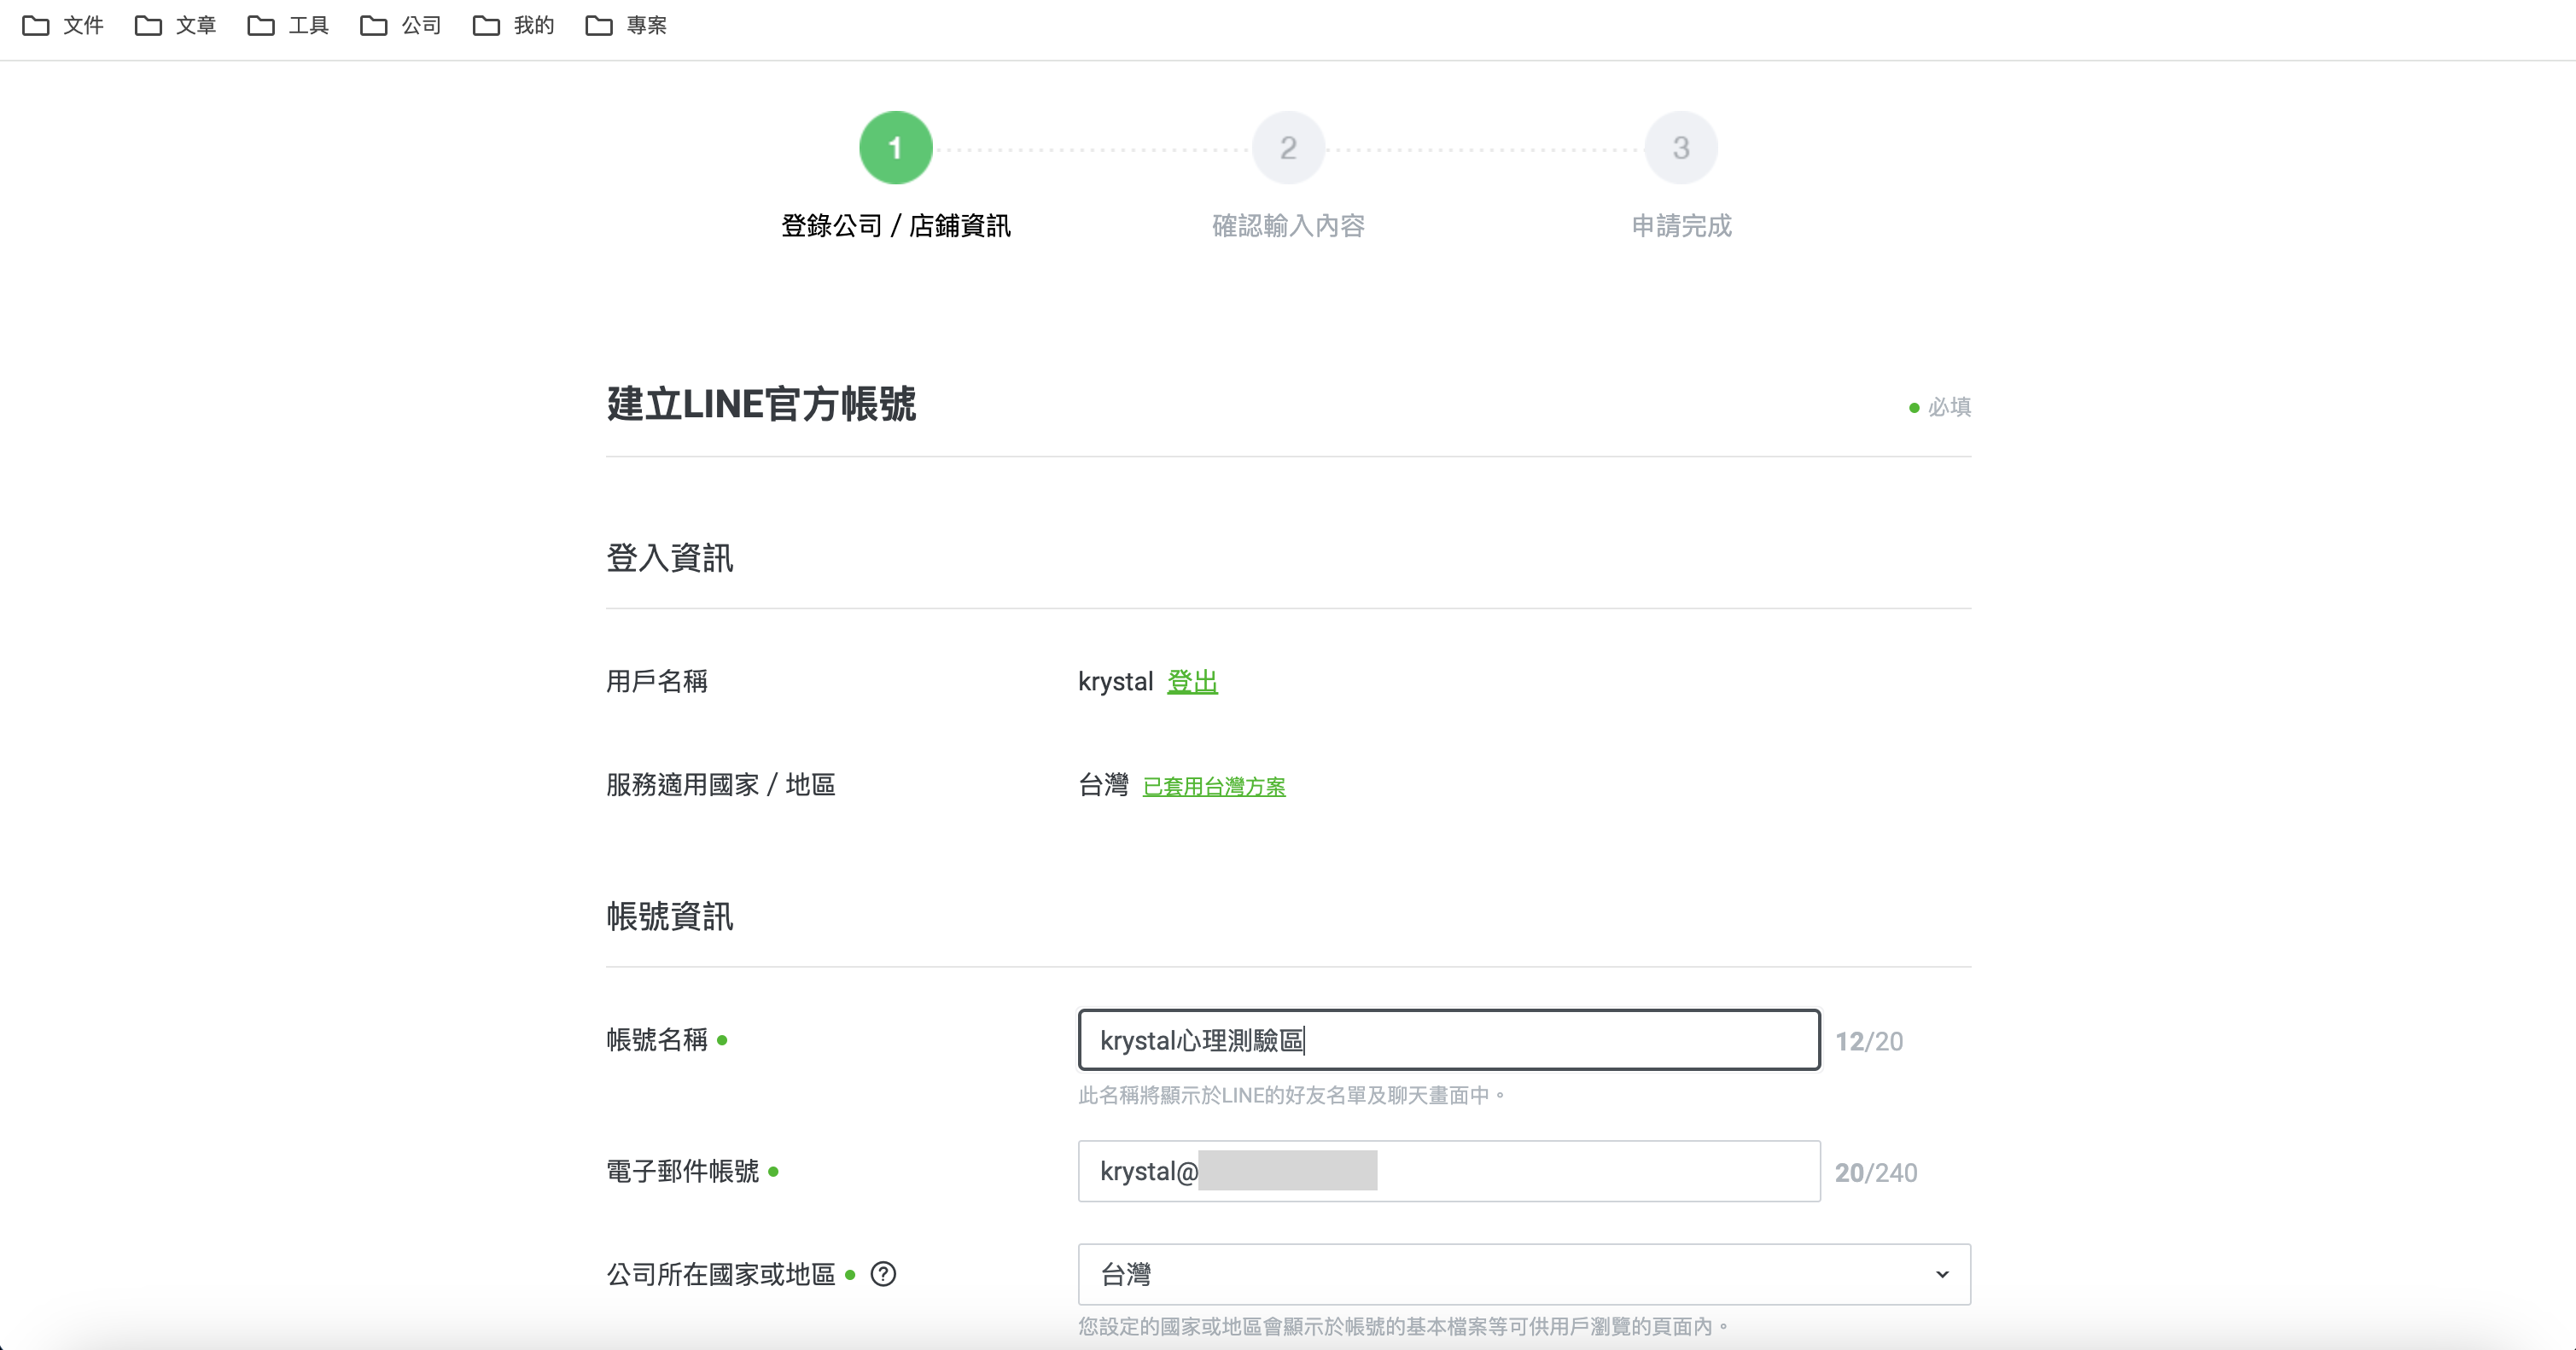 文件 文章 工具 公司 我的 專案
1 2 3
登錄公司 / 店鋪資訊 確認輸入內容 申請完成
建立LINE官方帳號 必填
登入資訊
用戶名稱 krystal 登出
服務適用國家 / 地區 台灣 已套用台灣方案
帳號資訊
帳號名稱 krystal心理測驗區 12/20
此名稱將顯示於LINE的好友名單及聊天畫面中。
電子郵件帳號 krystal@ 20/240
公司所在國家或地區 ? 台灣
您設定的國家或地區會顯示於帳號的基本檔案等可供用戶瀏覽的頁面內。